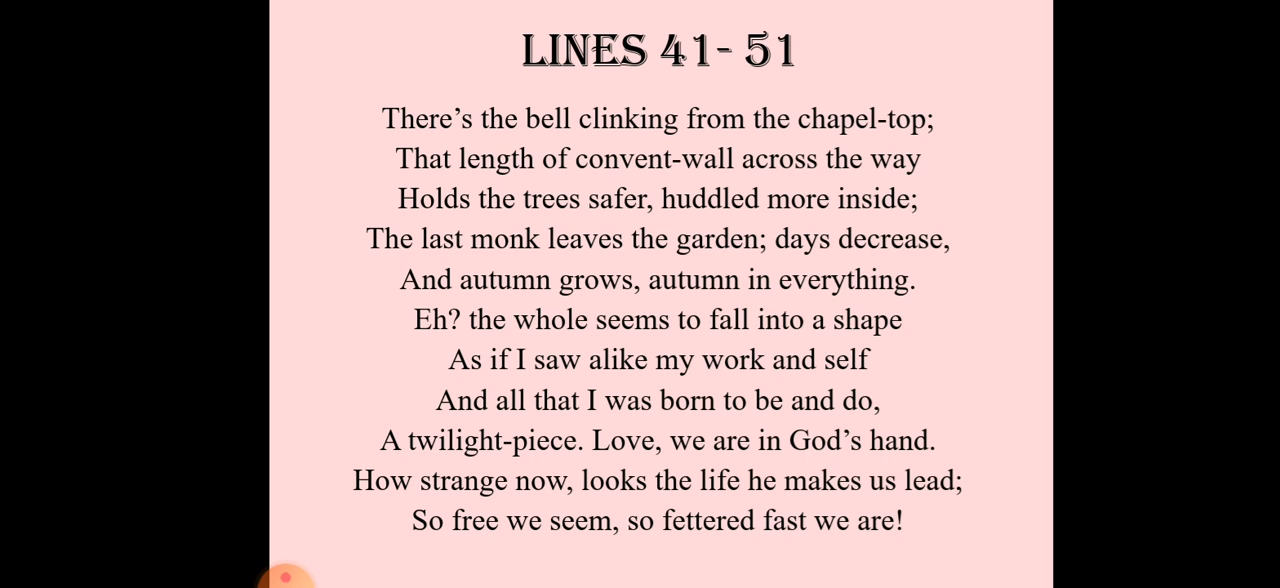 LINES 41- 51
There’s the bell clinking from the chapel-top;
That length of convent-wall across the way
Holds the trees safer, huddled more inside;
The last monk leaves the garden; days decrease,
And autumn grows, autumn in everything.
Eh? the whole seems to fall into a shape
As if I saw alike my work and self
And all that I was born to be and do,
A twilight-piece. Love, we are in God’s hand.
How strange now, looks the life he makes us lead;
So free we seem, so fettered fast we are!